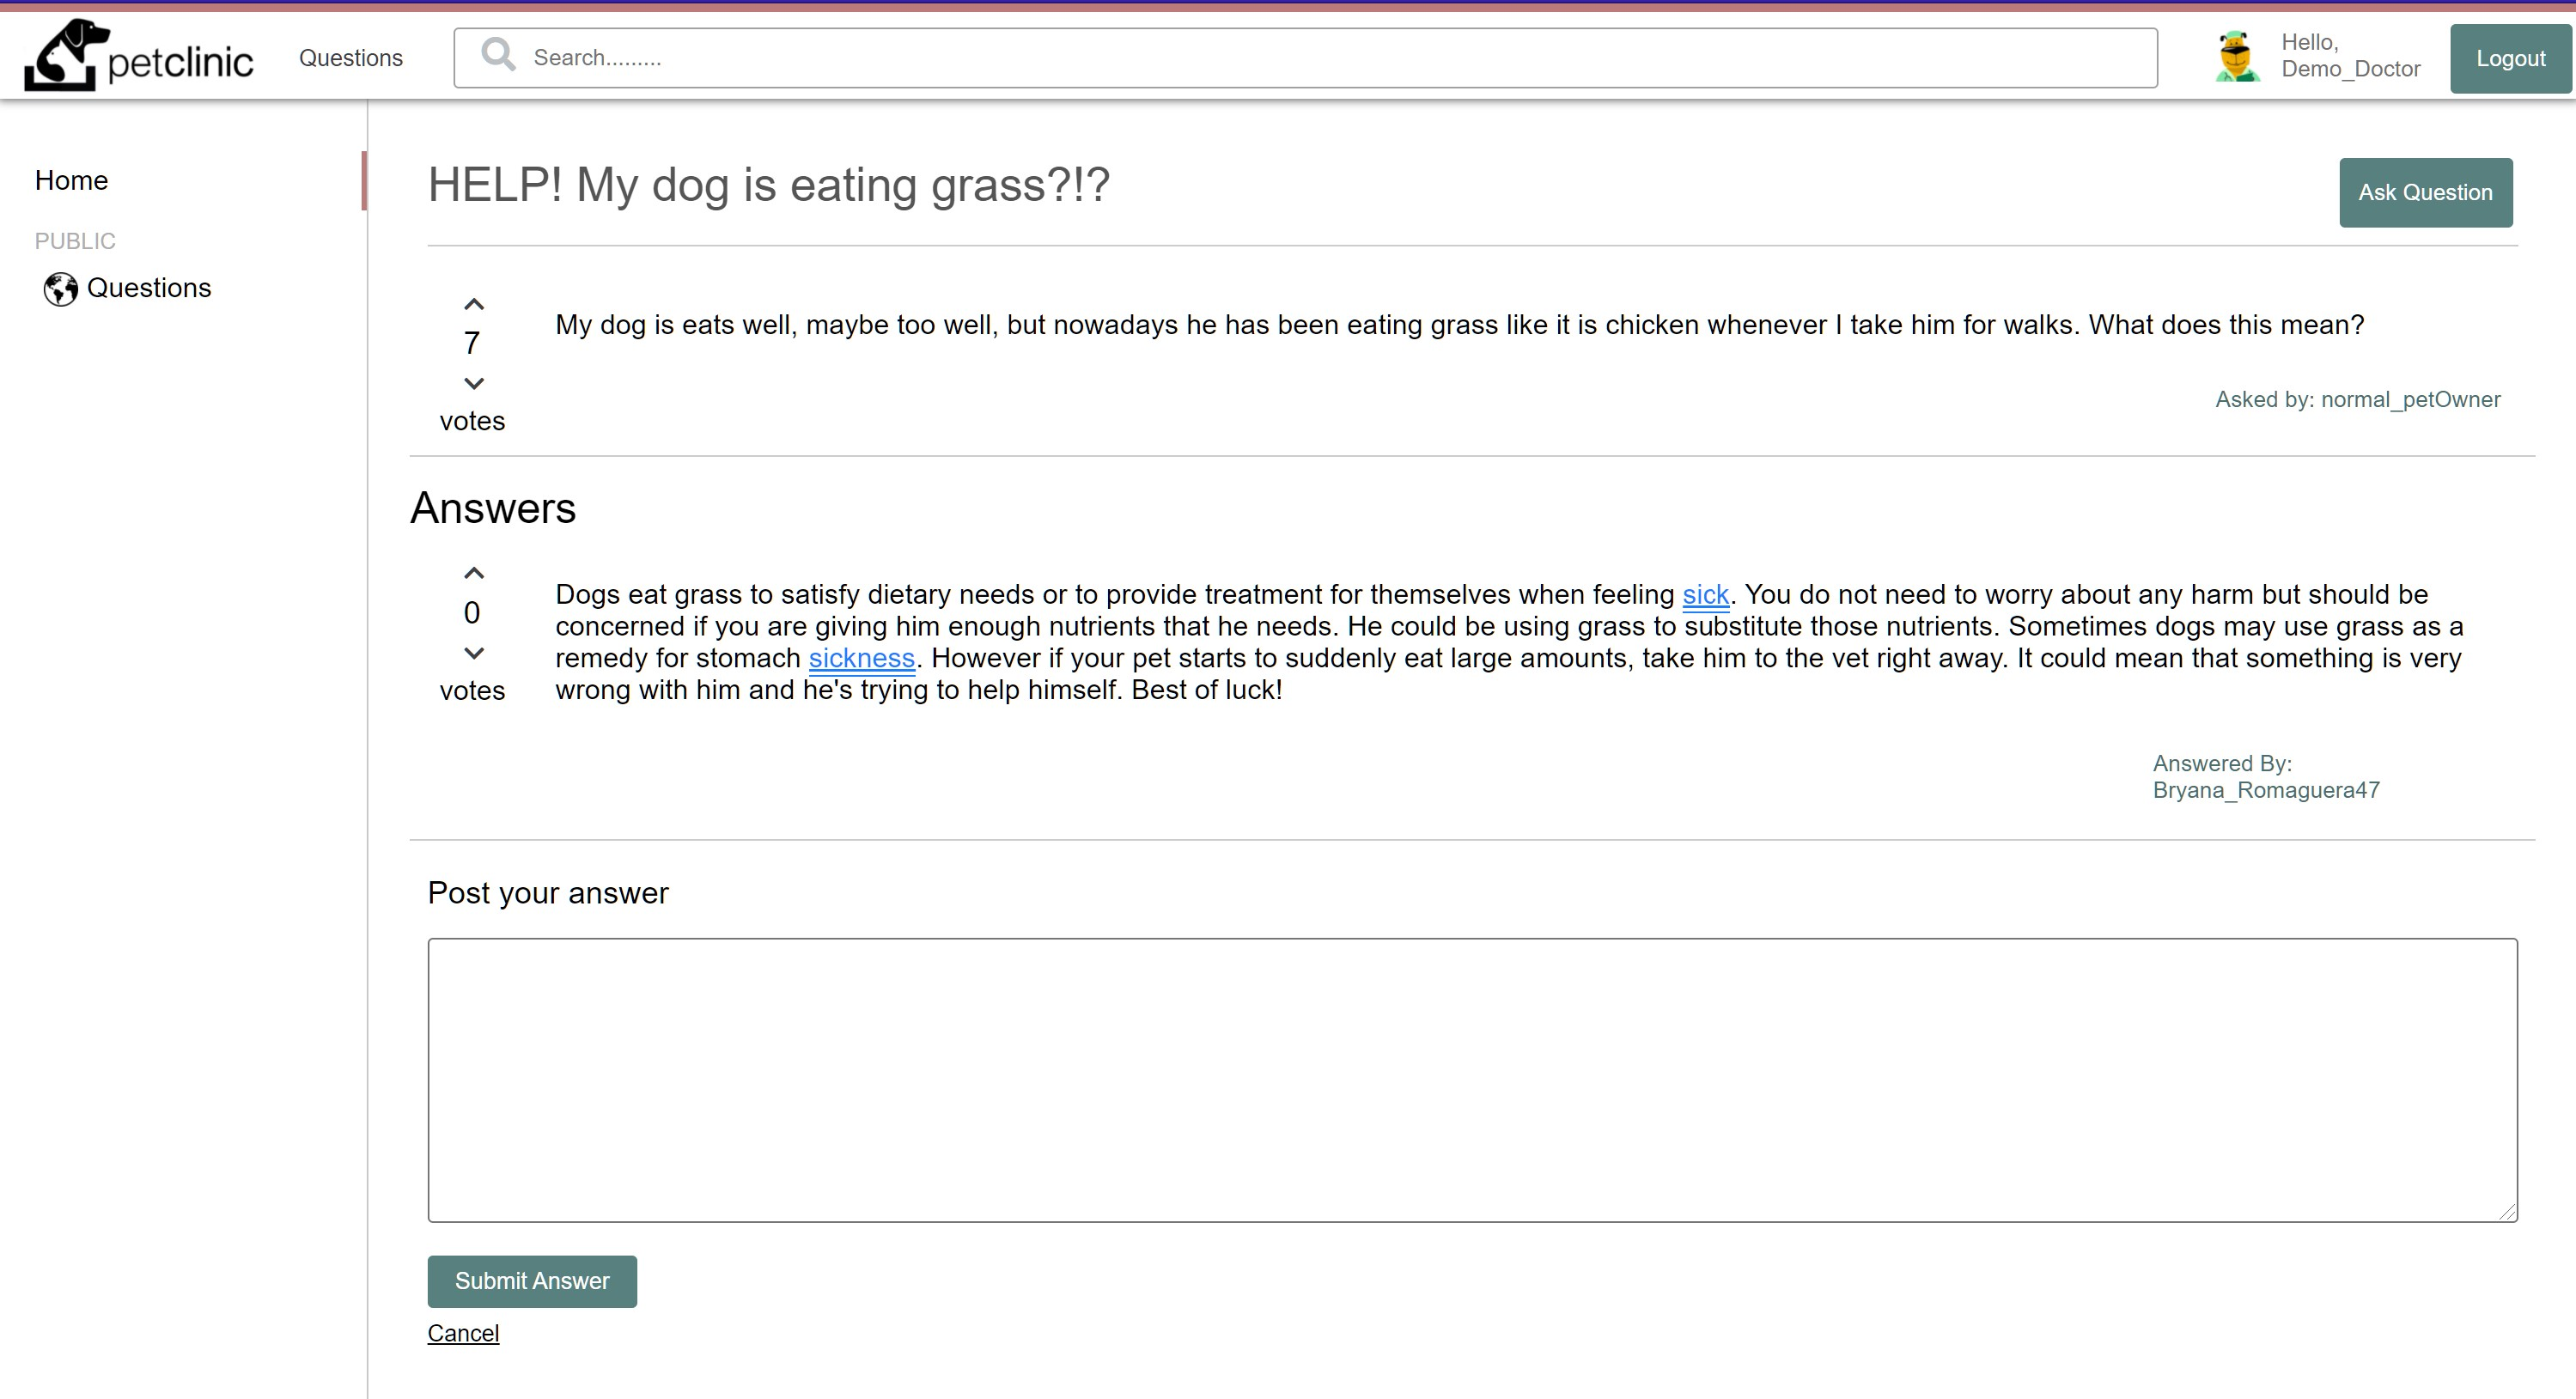 petclinic
Questions
Search.........
Hello,
Demo_Doctor
Logout
Home
PUBLIC
Questions
HELP! My dog is eating grass?!?
Ask Question
7
votes
My dog is eats well, maybe too well, but nowadays he has been eating grass like it is chicken whenever I take him for walks. What does this mean?
Asked by: normal_petOwner
Answers
0
votes
Dogs eat grass to satisfy dietary needs or to provide treatment for themselves when feeling sick. You do not need to worry about any harm but should be
concerned if you are giving him enough nutrients that he needs. He could be using grass to substitute those nutrients. Sometimes dogs may use grass as a
remedy for stomach sickness. However if your pet starts to suddenly eat large amounts, take him to the vet right away. It could mean that something is very
wrong with him and he's trying to help himself. Best of luck!
Answered By:
Bryana_Romaguera47
Post your answer
Submit Answer
Cancel